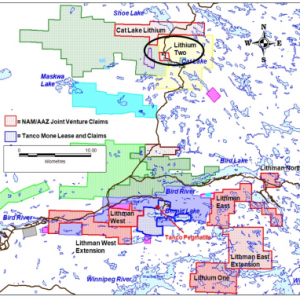 Shoe Lake
Cat Lake Lithium
Lithium
Two
Cat Lake
N
W
E
S
Maskwa
Lake
= NAM/AAZ Joint Venture Claims
= Tanco Mine Lease and Claims
0
kilometres
Bird Lake
Lithman North
Bird River
Bird River
Lithman
West
Bernic Lake
Lithman
East
Tanco Pegmatite
Lithman West
Extension
Lithman East
Extension
Lithium One
Winnipeg River